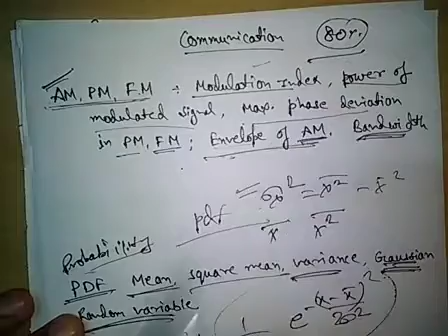 Communication 80r.
AM, PM, F.M :- Modulation Index, power of
modulated signal, Max. phase deviation
in PM, FM; Envelope of AM. Bandwidth
σx² = x̅² - x̄²
pdf
x̄ x̅²
Probability
PDF, Mean, square mean, variance, Gaussian
Random variable
1 e^-(x-x̄)²/2σ²